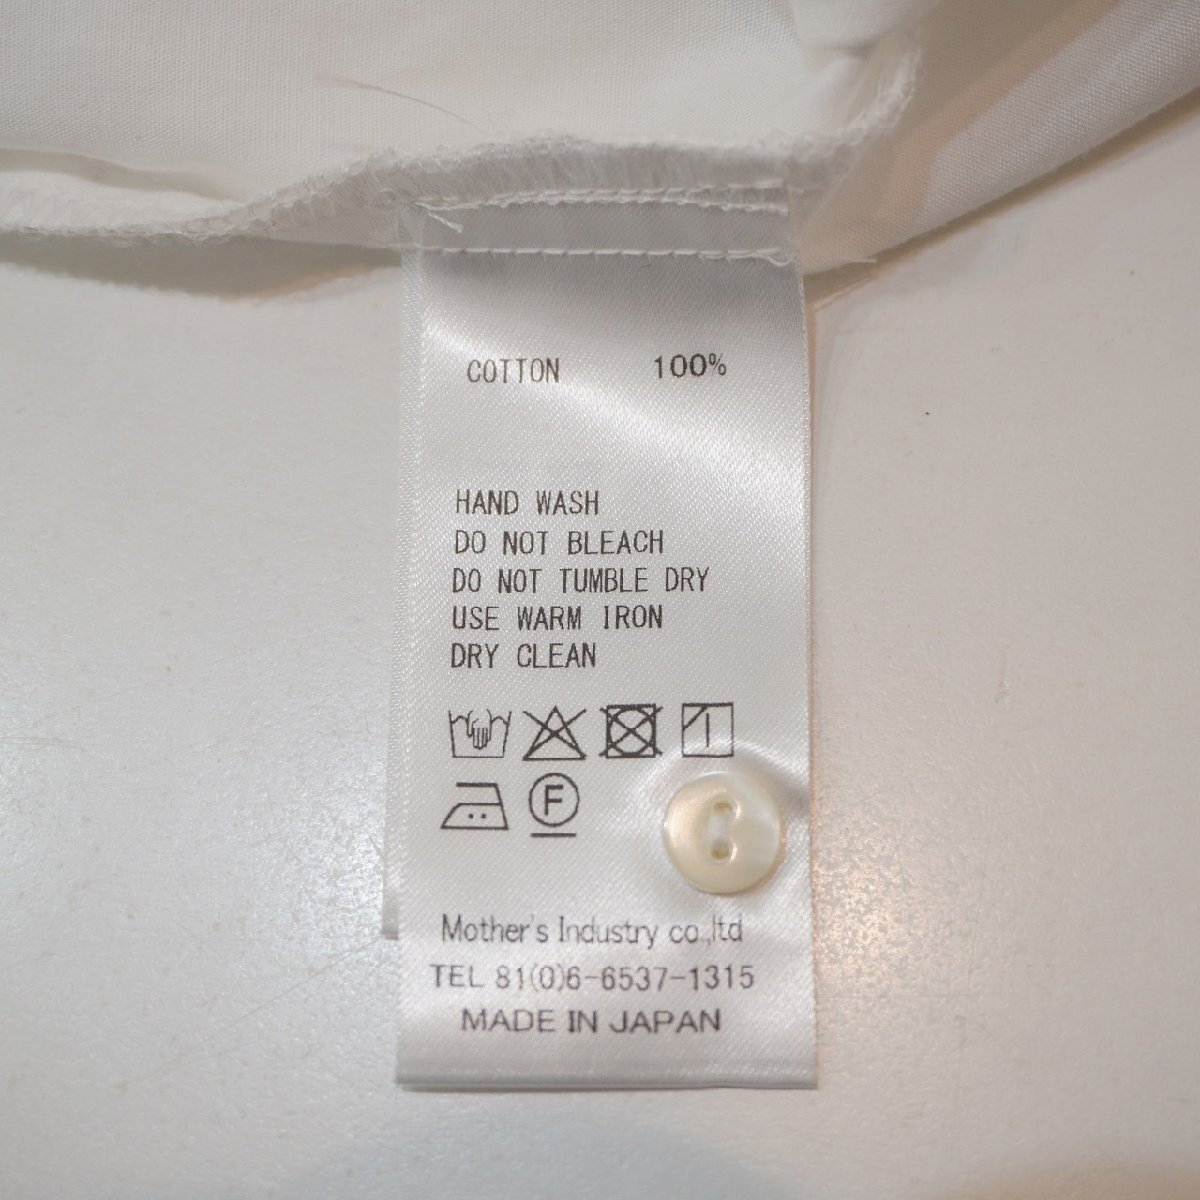 COTTON 100%
HAND WASH
DO NOT BLEACH
DO NOT TUMBLE DRY
USE WARM IRON
DRY CLEAN
F
Mother's Industry co.,ltd
TEL 81(0)6-6537-1315
MADE IN JAPAN